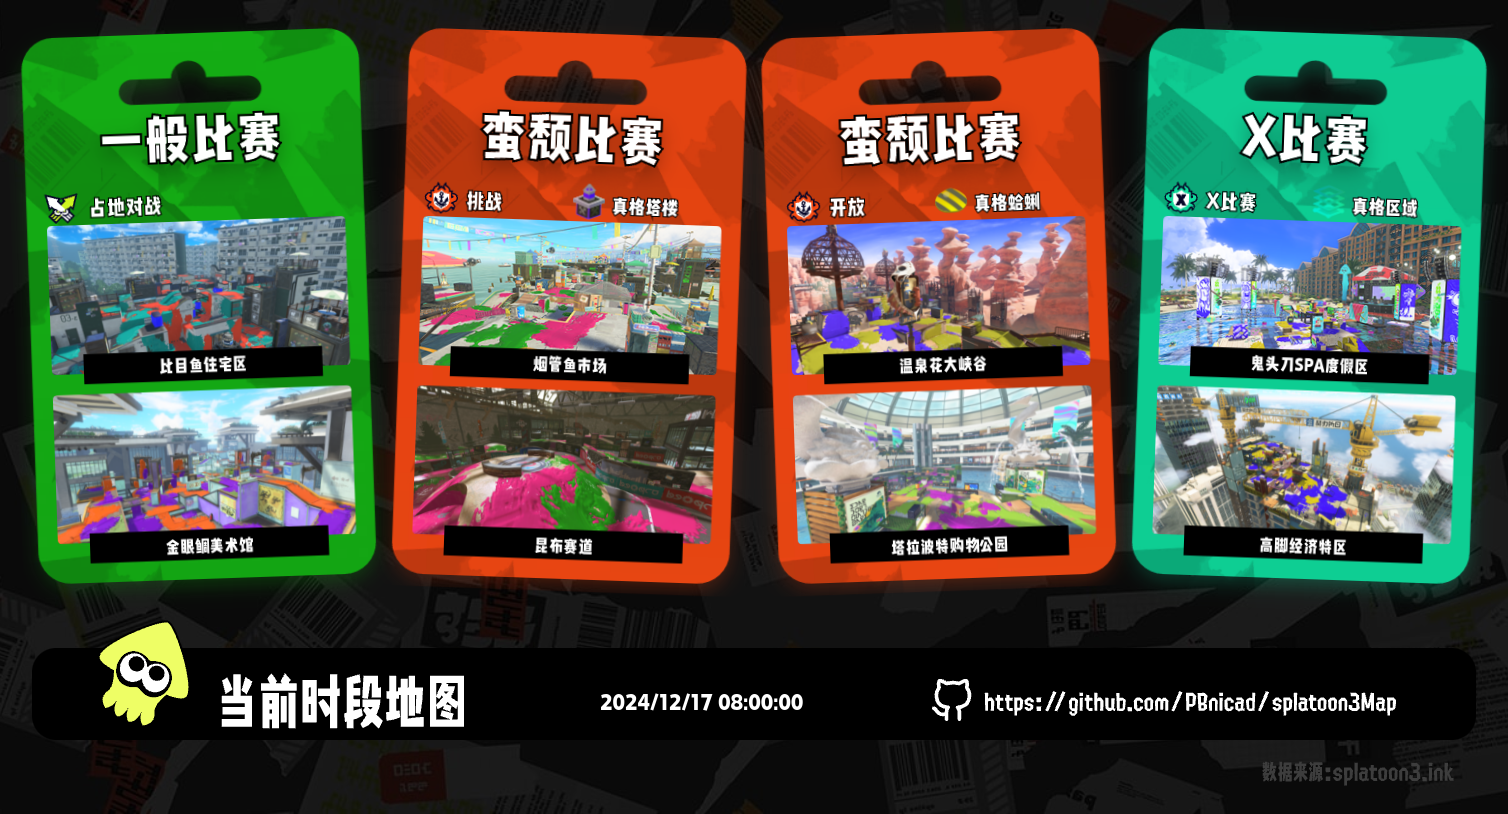 一般比赛
占地对战
比目鱼住宅区
金眼鲷美术馆
蛮颓比赛
挑战
真格塔楼
烟管鱼市场
昆布赛道
蛮颓比赛
开放
真格蛤蜊
温泉花大峡谷
塔拉波特购物公园
X比赛
X比赛
真格区域
鬼头刀SPA度假区
高脚经济特区
当前时段地图
2024/12/17 08:00:00
https://github.com/PBnicad/splatoon3Map
数据来源:splatoon3.ink